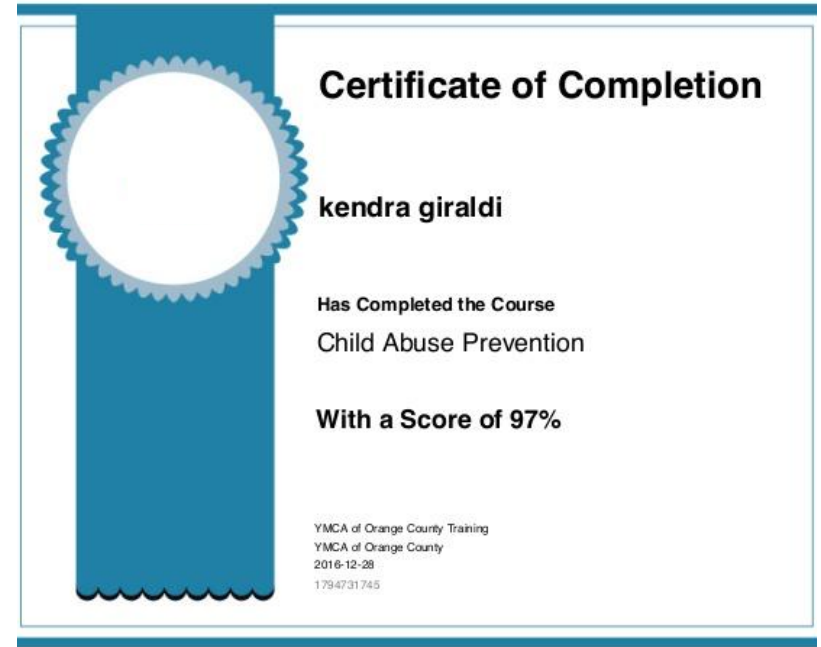 Certificate of Completion
kendra giraldi
Has Completed the Course
Child Abuse Prevention
With a Score of 97%
YMCA of Orange County Training
YMCA of Orange County
2016-12-28
1794731745